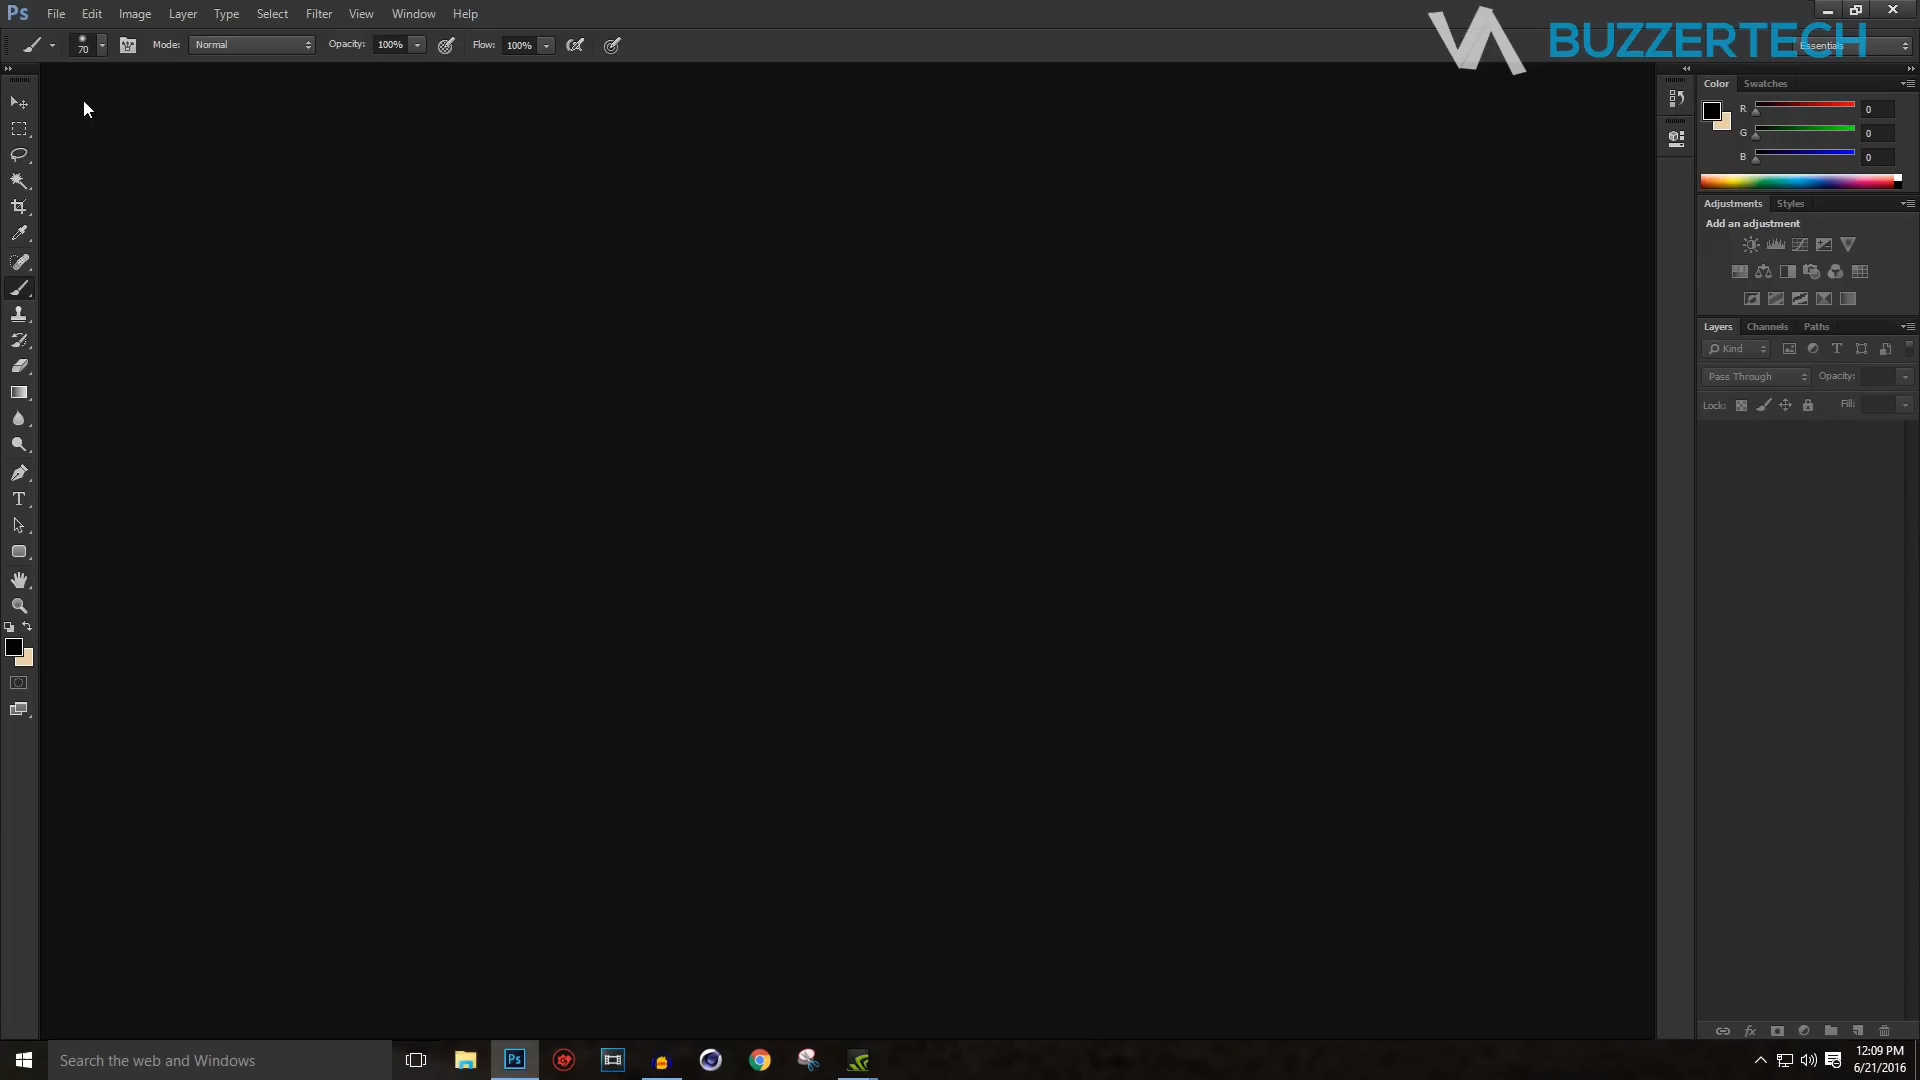 Ps File Edit Image Layer Type Select Filter View Window Help
BUZZERTECH
70 Mode: Normal Opacity: 100% Flow: 100% Essentials
Color Swatches
R 0
G 0
B 0
Adjustments Styles
Add an adjustment
Layers Channels Paths
Kind T
Pass Through Opacity:
Lock: Fill:
T
fx
Search the web and Windows
Ps
12:09 PM
6/21/2016